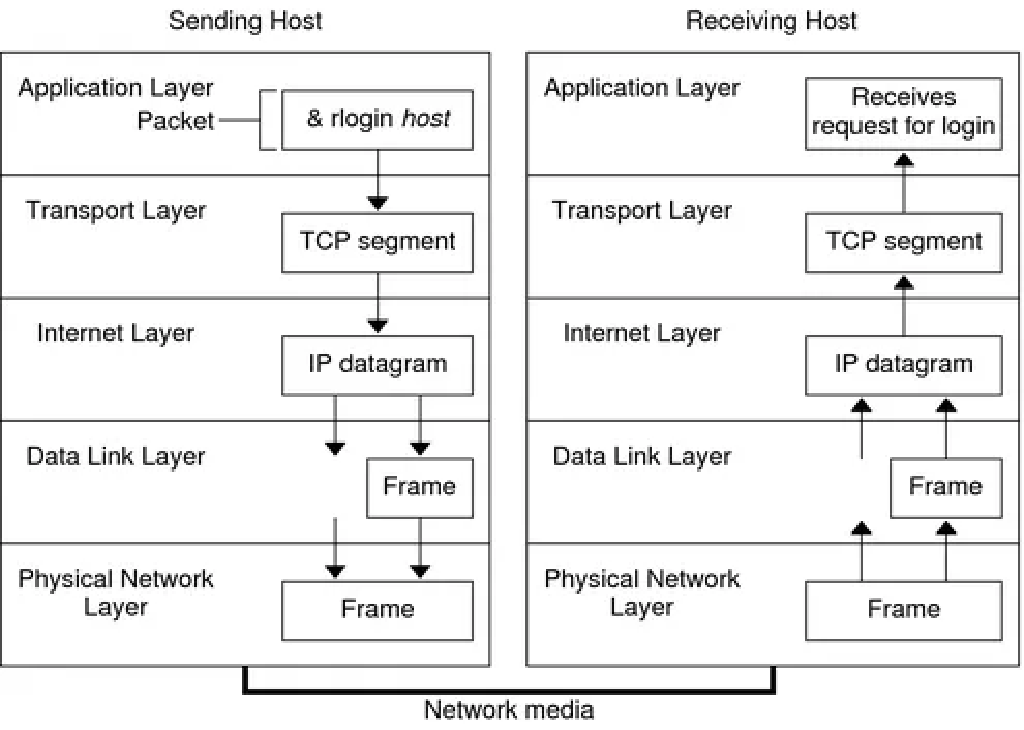 Sending Host
Application Layer
Packet
& rlogin host
Transport Layer
TCP segment
Internet Layer
IP datagram
Data Link Layer
Frame
Physical Network
Layer
Frame
Receiving Host
Application Layer
Receives
request for login
Transport Layer
TCP segment
Internet Layer
IP datagram
Data Link Layer
Frame
Physical Network
Layer
Frame
Network media